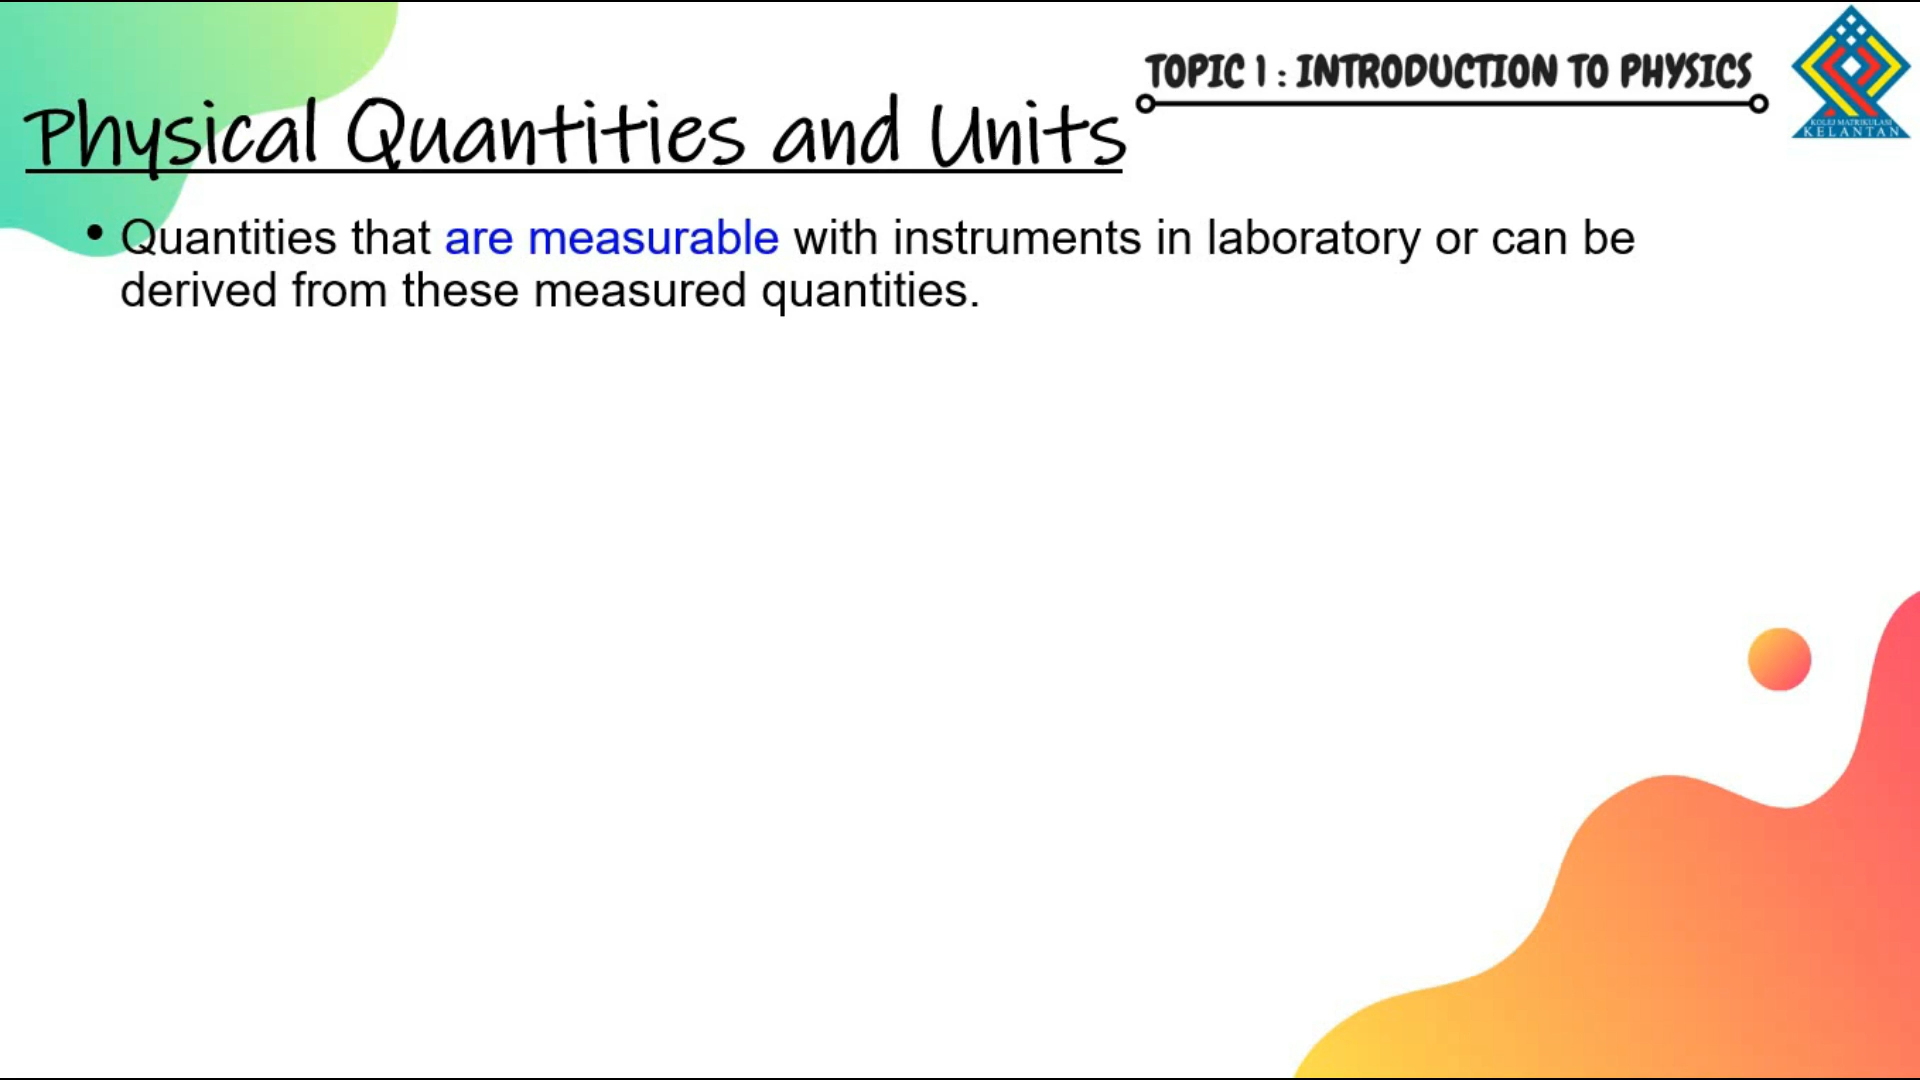 TOPIC 1 : INTRODUCTION TO PHYSICS
KOLEJ MATRIKULASI
KELANTAN
Physical Quantities and Units
• Quantities that are measurable with instruments in laboratory or can be
derived from these measured quantities.